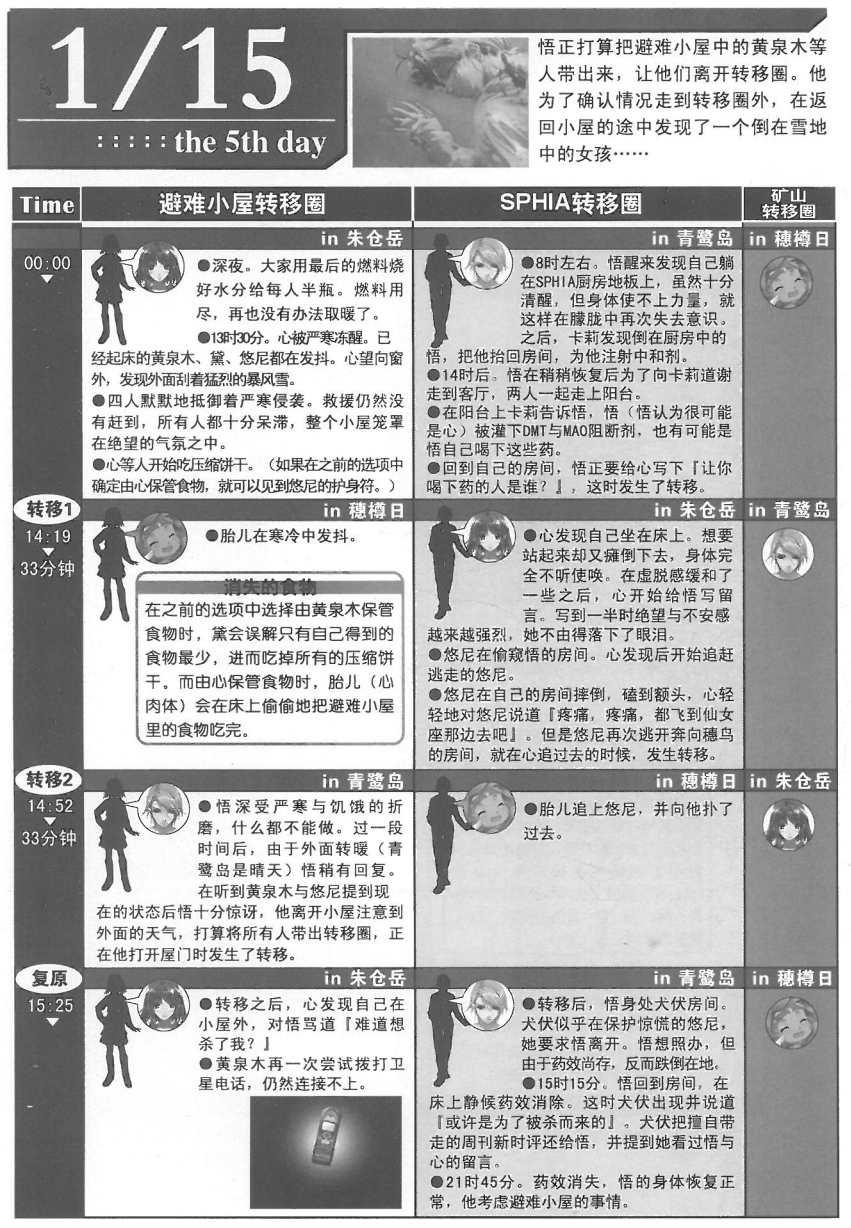 1/15
:::::the 5th day
悟正打算把避难小屋中的黄泉木等
人带出来，让他们离开转移圈。他
为了确认情况走到转移圈外，在返
回小屋的途中发现了一个倒在雪地
中的女孩……
Time
避难小屋转移圈
SPHIA转移圈
矿山
转移圈
in 朱仓岳
in 青鹭岛
in 穗樽日
00:00
●深夜。大家用最后的燃料烧
好水分给每人半瓶。燃料用
尽，再也没有办法取暖了。
●13时30分。心被严寒冻醒。已
经起床的黄泉木、黛、悠尼都在发抖。心望向窗
外，发现外面刮着猛烈的暴风雪。
●四人默默地抵御着严寒侵袭。救援仍然没
有赶到，所有人都十分呆滞，整个小屋笼罩
在绝望的气氛之中。
●心等人开始吃压缩饼干。（如果在之前的选项中
确定由心保管食物，就可以见到悠尼的护身符。）
●8时左右。悟醒来发现自己躺
在SPHIA厨房地板上，虽然十分
清醒，但身体使不上力量，就
这样在朦胧中再次失去意识。
之后，卡莉发现倒在厨房中的
悟，把他抬回房间，为他注射中和剂。
●14时后。悟在稍稍恢复后为了向卡莉道谢
走到客厅，两人一起走上阳台。
●在阳台上卡莉告诉悟，悟（悟认为很可能
是心）被灌下DMT与MAO阻断剂，也有可能是
悟自己喝下这些药。
●回到自己的房间，悟正要给心写下『让你
喝下药的人是谁？』，这时发生了转移。
转移1
in 穗樽日
in 朱仓岳
in 青鹭岛
14:19
33分钟
●胎儿在寒冷中发抖。
消失的食物
在之前的选项中选择由黄泉木保管
食物时，黛会误解只有自己得到的
食物最少，进而吃掉所有的压缩饼
干。而由心保管食物时，胎儿（心
肉体）会在床上偷偷地把避难小屋
里的食物吃完。
●心发现自己坐在床上。想要
站起来却又瘫倒下去，身体完
全不听使唤。在虚脱感缓和了
一些之后，心开始给悟写留
言。写到一半时绝望与不安感
越来越强烈，她不由得落下了眼泪。
●悠尼在偷窥悟的房间。心发现后开始追赶
逃走的悠尼。
●悠尼在自己的房间摔倒，磕到额头，心轻
轻地对悠尼说道『疼痛，疼痛，都飞到仙女
座那边去吧』。但是悠尼再次逃开奔向穗鸟
的房间，就在心追过去的时候，发生转移。
转移2
in 青鹭岛
in 穗樽日
in 朱仓岳
14:52
33分钟
●悟深受严寒与饥饿的折
磨，什么都不能做。过一段
时间后，由于外面转暖（青
鹭岛是晴天）悟稍有回复。
在听到黄泉木与悠尼提到现
在的状态后悟十分惊讶，他离开小屋注意到
外面的天气，打算将所有人带出转移圈，正
在他打开屋门时发生了转移。
●胎儿追上悠尼，并向他扑了
过去。
复原
in 朱仓岳
in 青鹭岛
in 穗樽日
15:25
●转移之后，心发现自己在
小屋外，对悟骂道『难道想
杀了我？』
●黄泉木再一次尝试拨打卫
星电话，仍然连接不上。
●转移后，悟身处犬伏房间。
犬伏似乎在保护惊慌的悠尼，
她要求悟离开。悟想照办，但
由于药效尚存，反而跌倒在地。
●15时15分。悟回到房间，在
床上静候药效消除。这时犬伏出现并说道
『或许是为了被杀而来的』。犬伏把擅自带
走的周刊新时评还给悟，并提到她看过悟与
心的留言。
●21时45分。药效消失，悟的身体恢复正
常，他考虑避难小屋的事情。